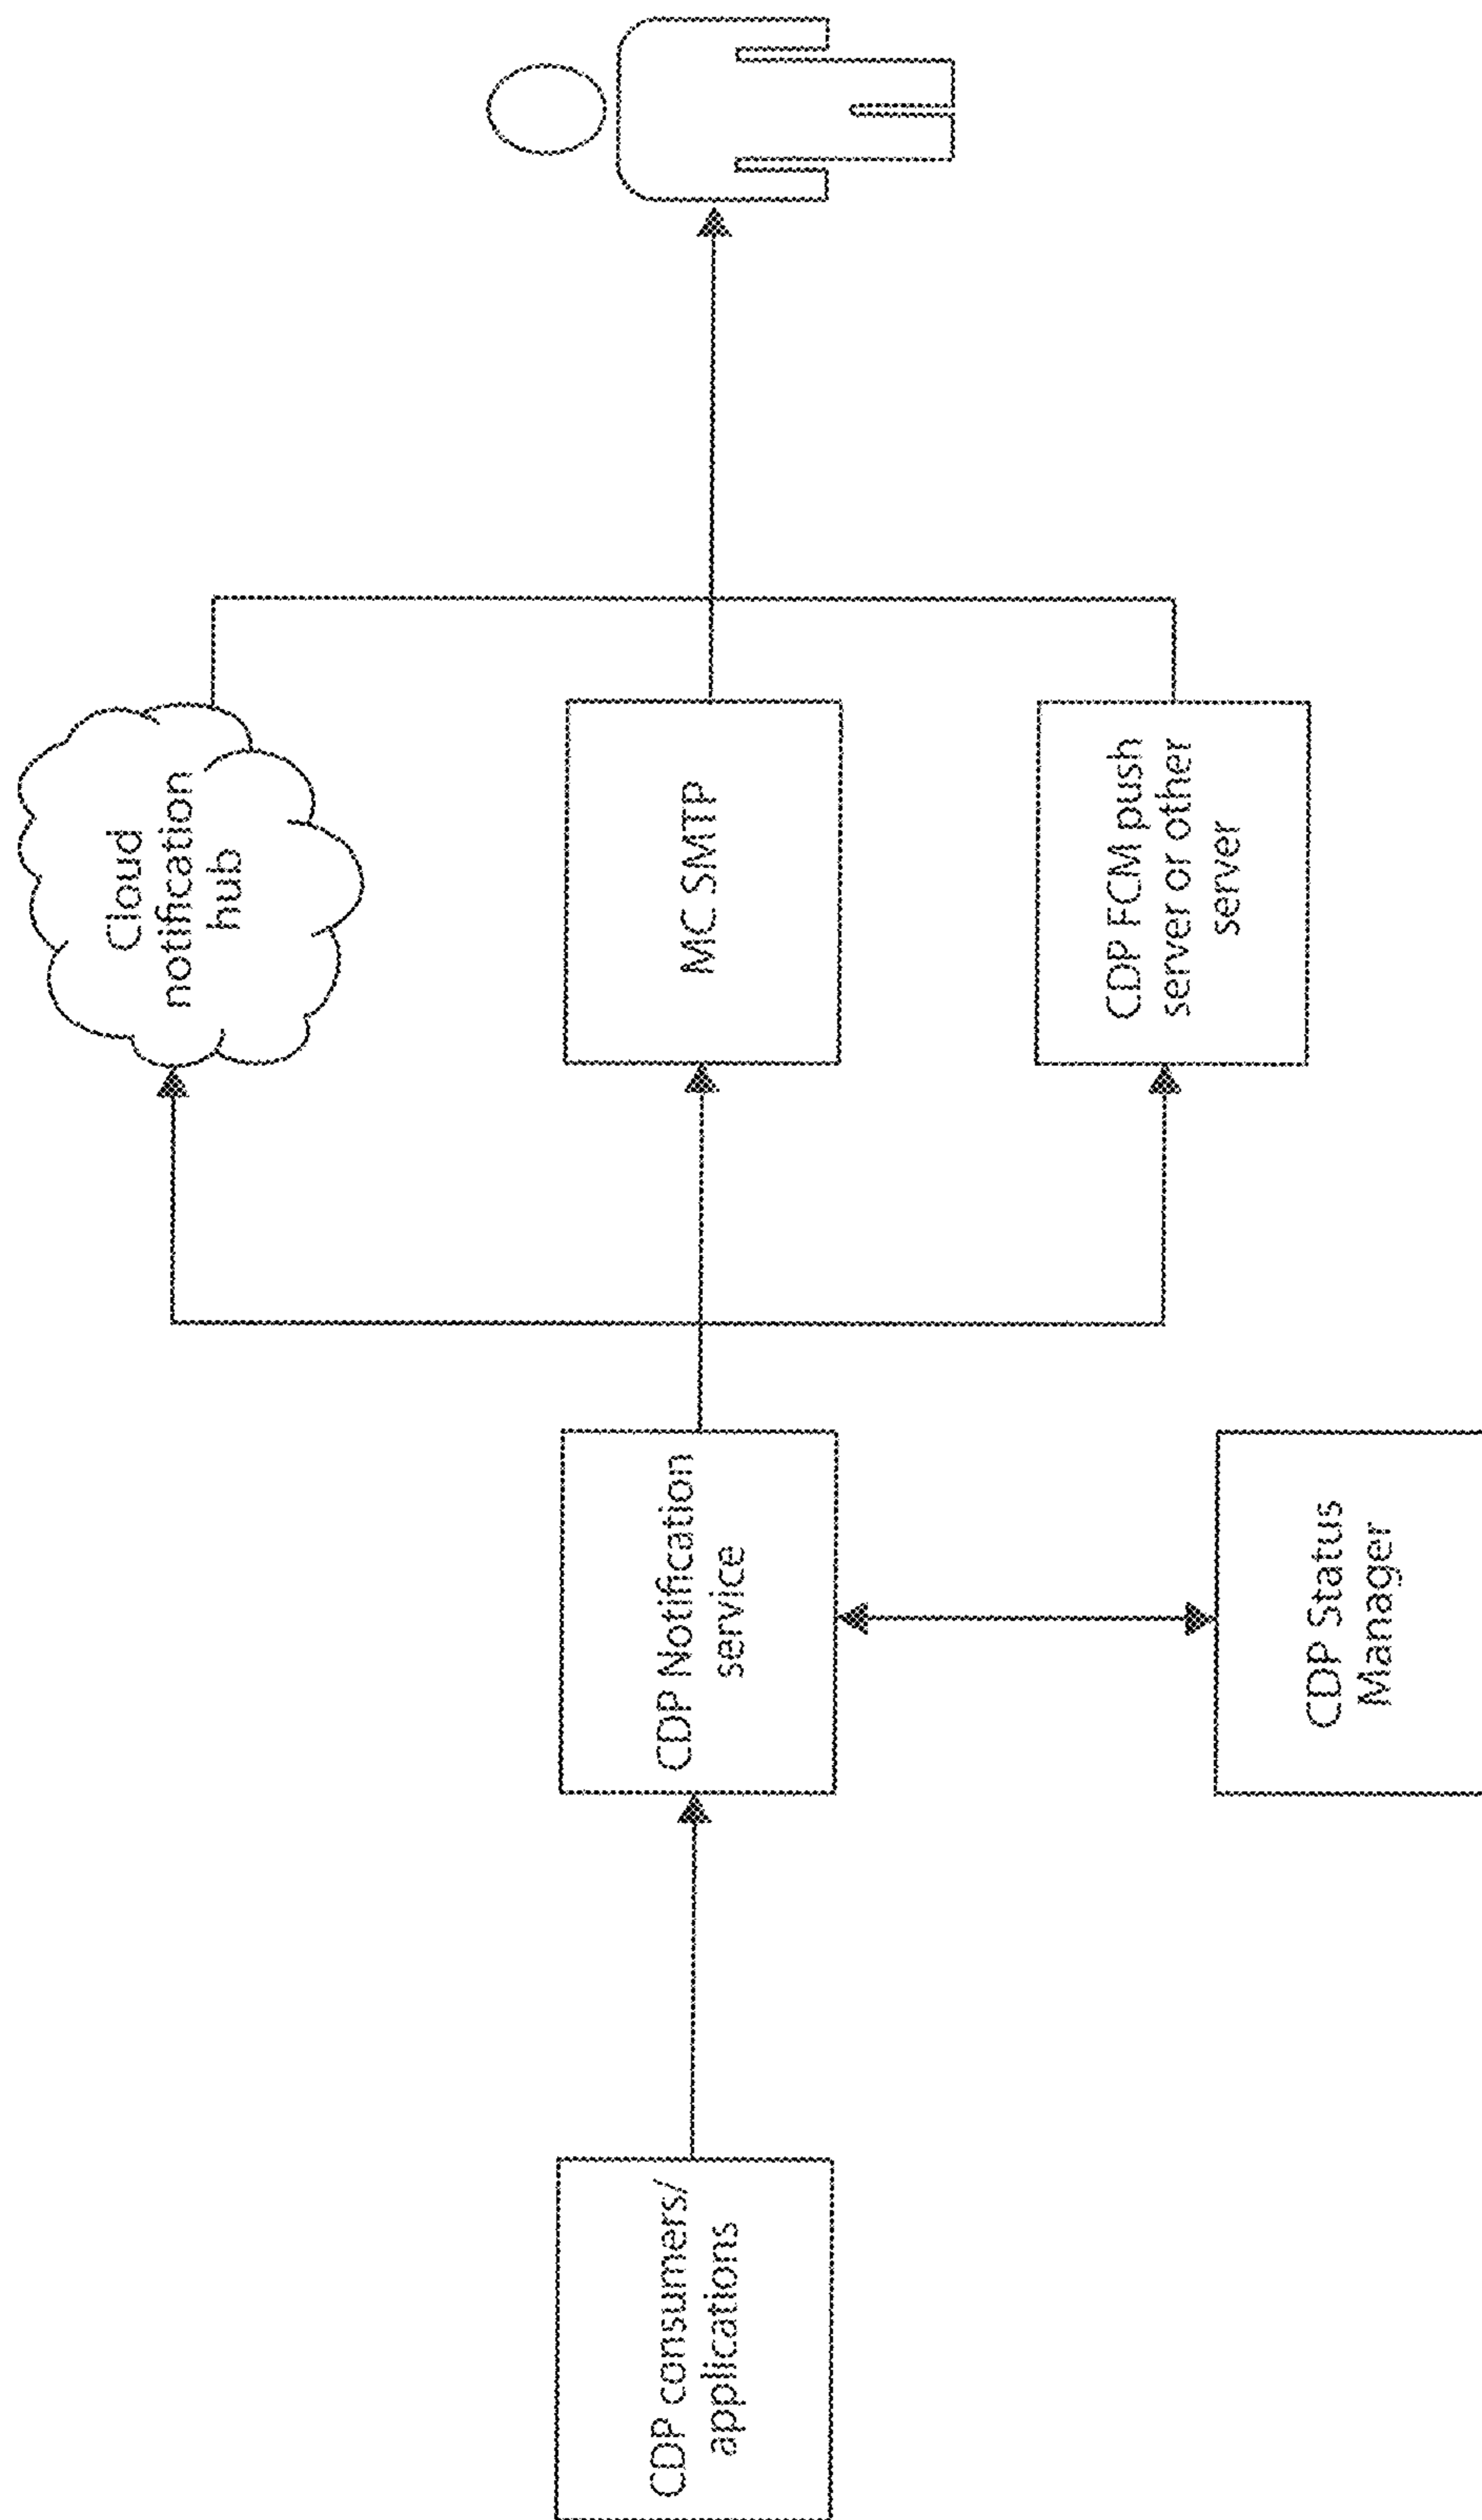 Cloud
notification
hub
MC SMTP
CDP FCM push
server or other
server
CDP Notification
service
CDP Status
Manager
CDP consumers/
applications